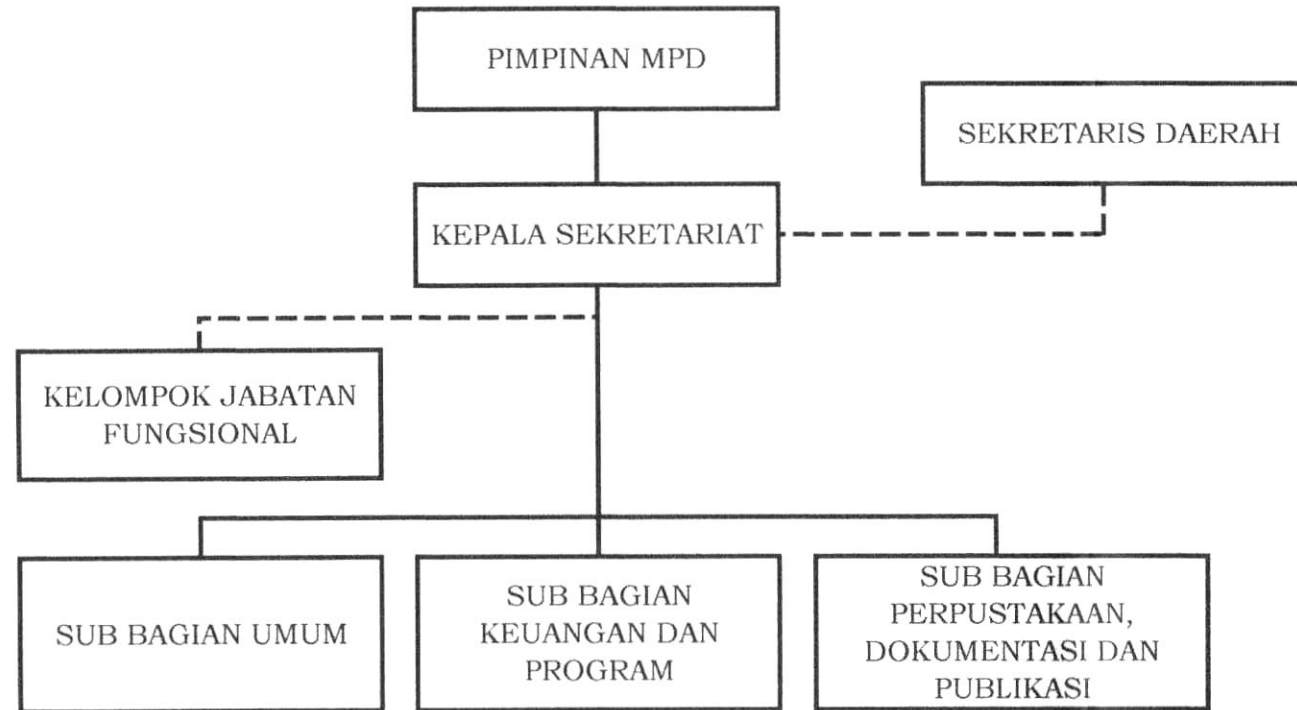 PIMPINAN MPD
SEKRETARIS DAERAH
KEPALA SEKRETARIAT
KELOMPOK JABATAN
FUNGSIONAL
SUB BAGIAN UMUM
SUB BAGIAN
KEUANGAN DAN
PROGRAM
SUB BAGIAN
PERPUSTAKAAN,
DOKUMENTASI DAN
PUBLIKASI